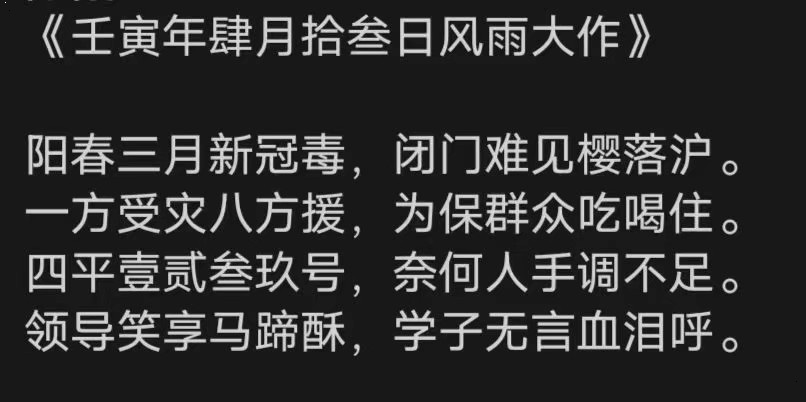 《壬寅年肆月拾叁日风雨大作》
阳春三月新冠毒，闭门难见樱落沪。
一方受灾八方援，为保群众吃喝住。
四平壹贰叁玖号，奈何人手调不足。
领导笑享马蹄酥，学子无言血泪呼。